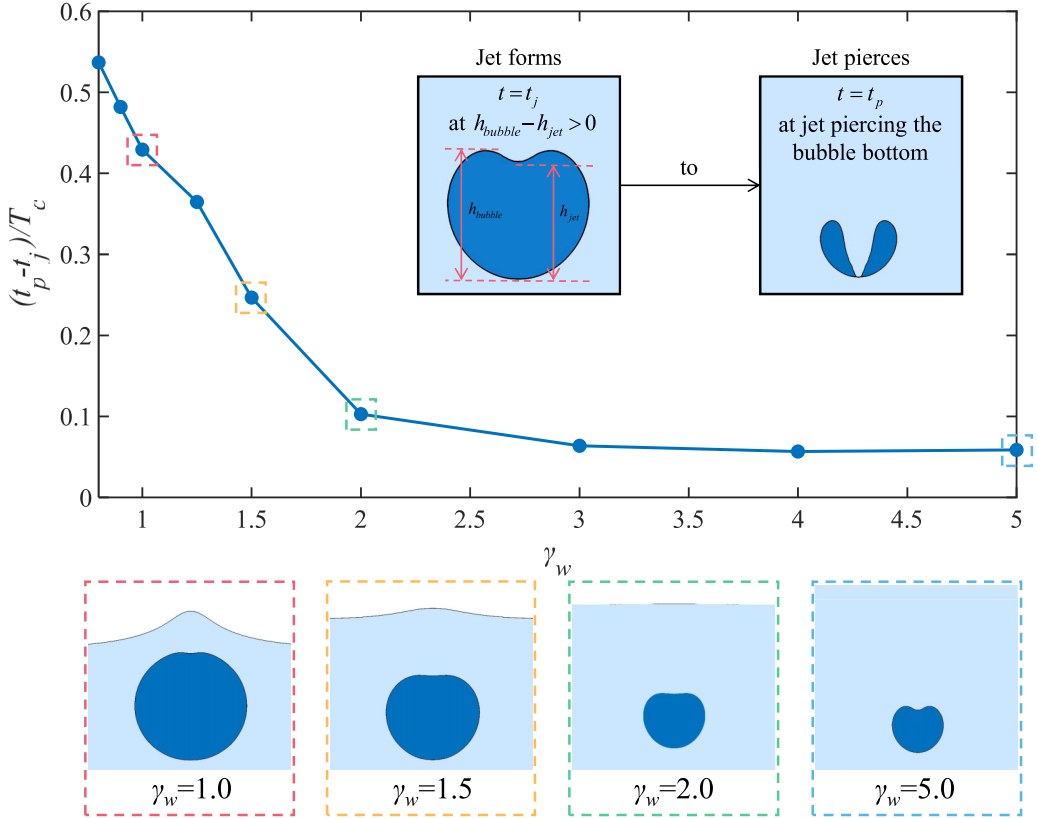 0.6
0.5
0.4
0.3
0.2
0.1
0
(t_p-t_j)/T_c
1
1.5
2
2.5
3
3.5
4
4.5
5
γ_w
Jet forms
t = t_j
at h_bubble − h_jet > 0
h_bubble
h_jet
to
Jet pierces
t = t_p
at jet piercing the
bubble bottom
γ_w=1.0
γ_w=1.5
γ_w=2.0
γ_w=5.0